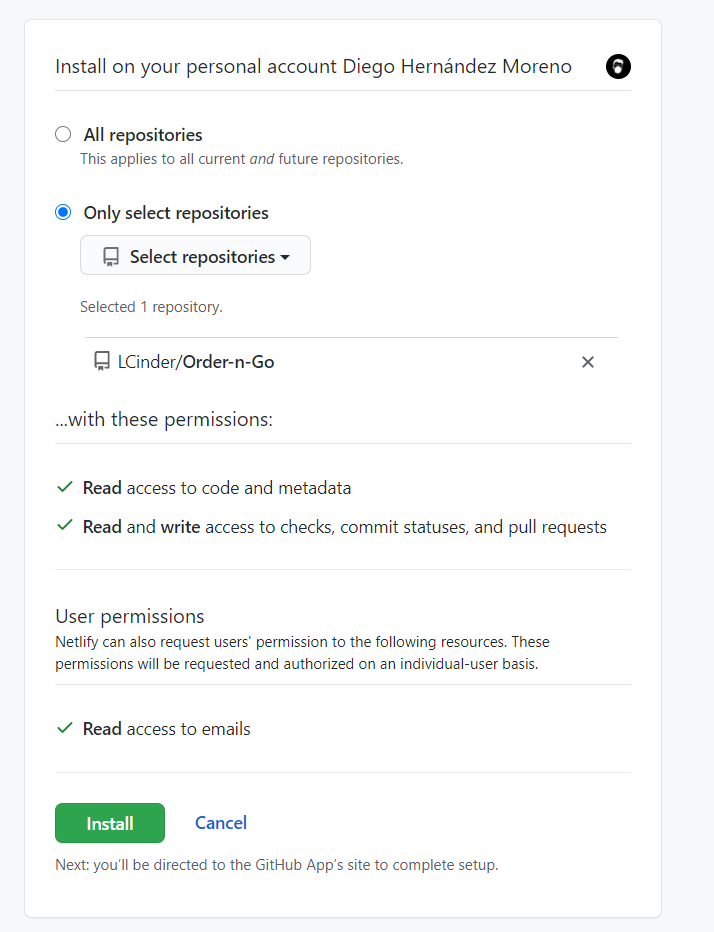 Install on your personal account Diego Hernández Moreno
All repositories
This applies to all current and future repositories.
Only select repositories
Select repositories
Selected 1 repository.
LCinder/Order-n-Go
...with these permissions:
Read access to code and metadata
Read and write access to checks, commit statuses, and pull requests
User permissions
Netlify can also request users' permission to the following resources. These
permissions will be requested and authorized on an individual-user basis.
Read access to emails
Install Cancel
Next: you'll be directed to the GitHub App's site to complete setup.